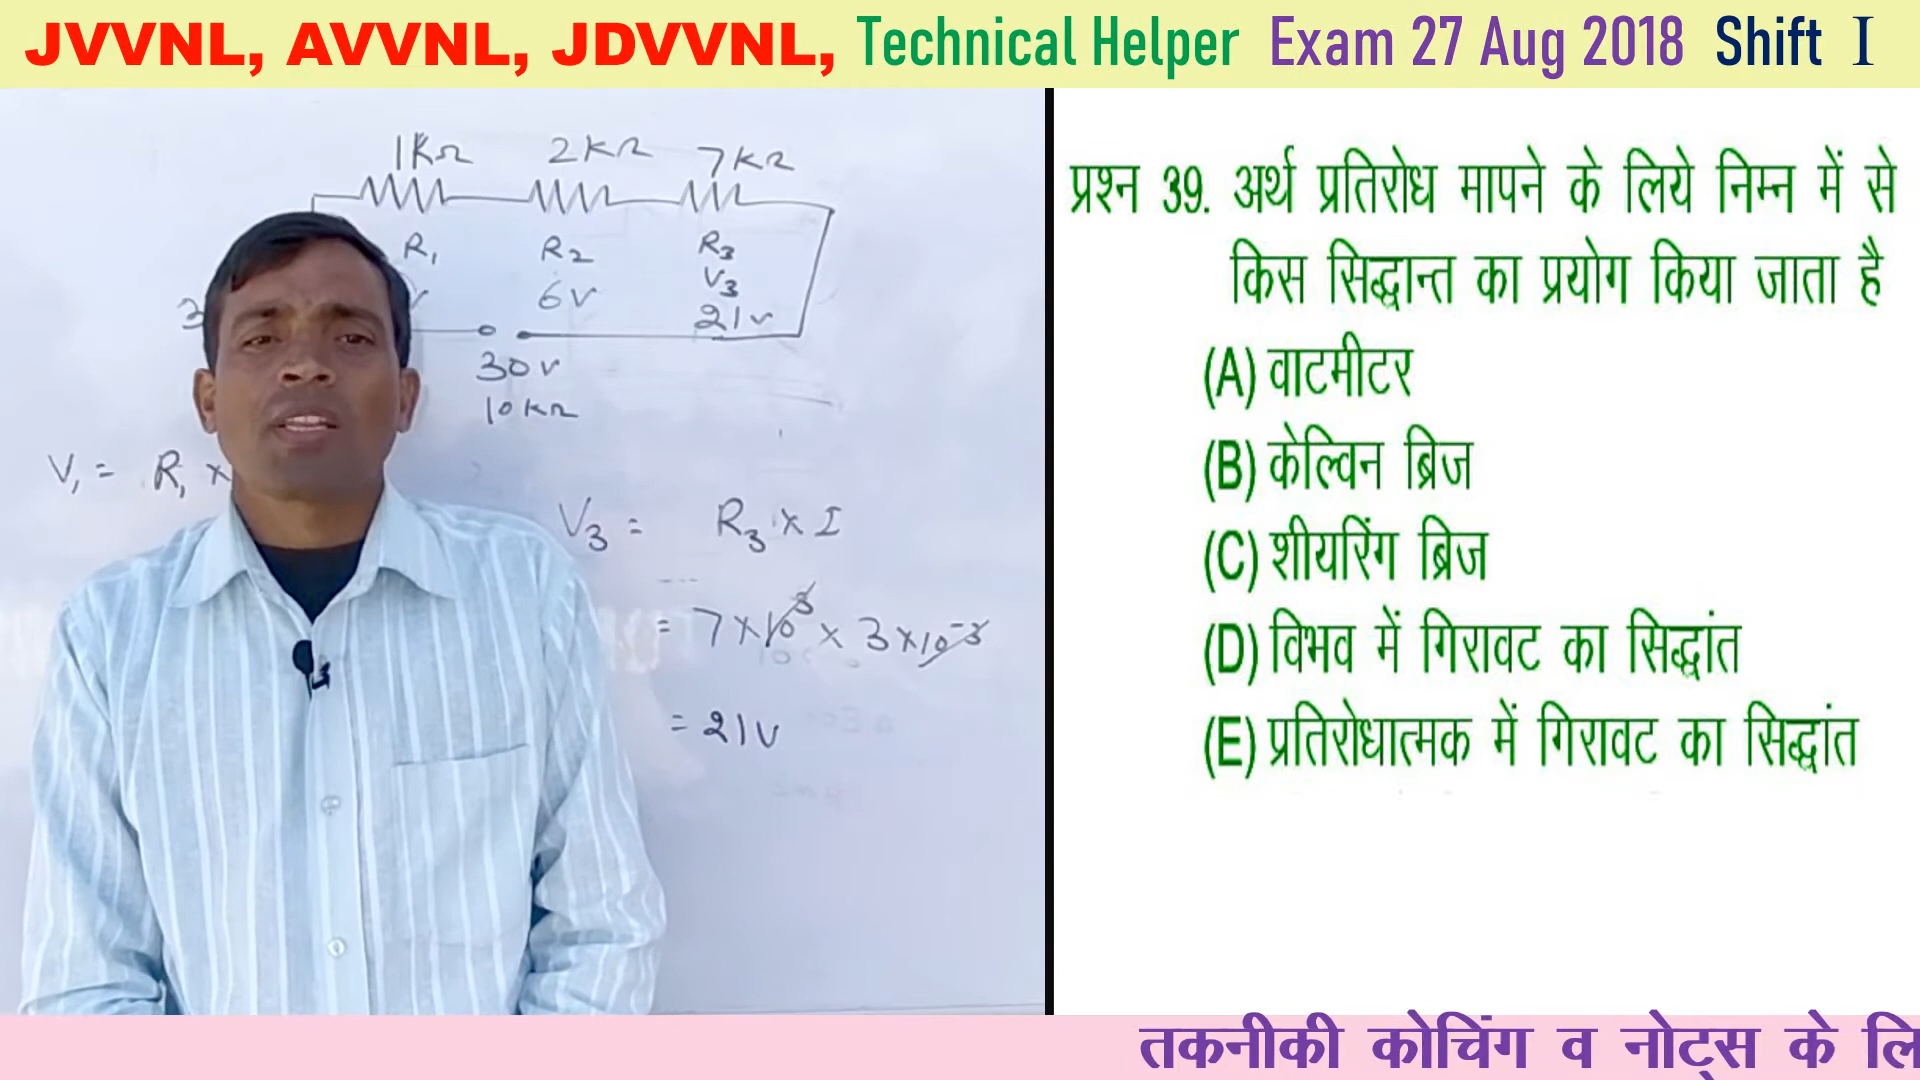 JVVNL, AVVNL, JDVVNL, Technical Helper Exam 27 Aug 2018 Shift I
1KΩ 2KΩ 7KΩ
R1 R2 R3
V3
3 V 6V 21V
30V
10KΩ
V1 = R1 ×
V3 = R3 × I
= 7×10³ × 3×10⁻³
= 21V
प्रश्न 39. अर्थ प्रतिरोध मापने के लिये निम्न में से
किस सिद्धान्त का प्रयोग किया जाता है
(A) वाटमीटर
(B) केल्विन ब्रिज
(C) शीयरिंग ब्रिज
(D) विभव में गिरावट का सिद्धांत
(E) प्रतिरोधात्मक में गिरावट का सिद्धांत
तकनीकी कोचिंग व नोट्स के लि